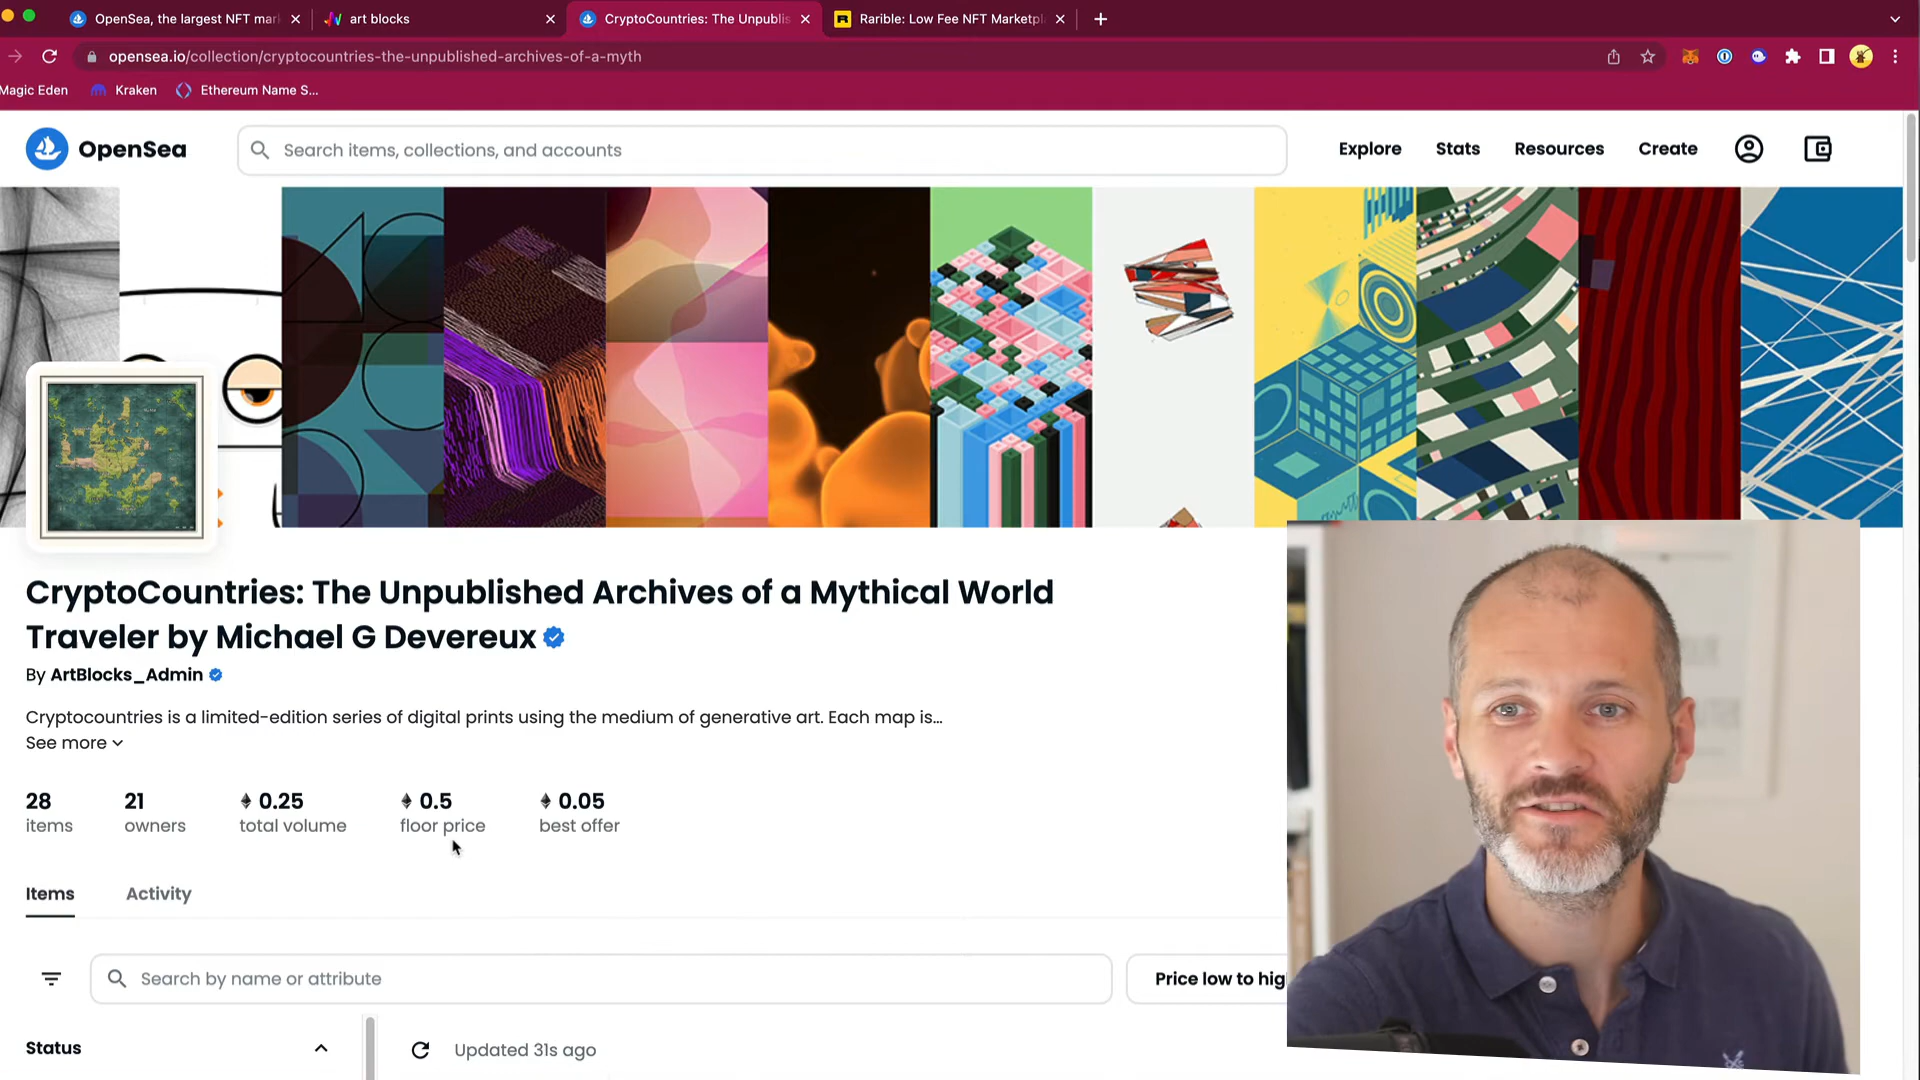 OpenSea, the largest NFT mar
art blocks
CryptoCountries: The Unpublis
Rarible: Low Fee NFT Marketpl
opensea.io/collection/cryptocountries-the-unpublished-archives-of-a-myth
Magic Eden
Kraken
Ethereum Name S...
OpenSea
Search items, collections, and accounts
Explore
Stats
Resources
Create
CryptoCountries: The Unpublished Archives of a Mythical World
Traveler by Michael G Devereux
By ArtBlocks_Admin
Cryptocountries is a limited-edition series of digital prints using the medium of generative art. Each map is...
See more
28
21
0.25
0.5
0.05
items
owners
total volume
floor price
best offer
Items
Activity
Search by name or attribute
Price low to hig
Status
Updated 31s ago